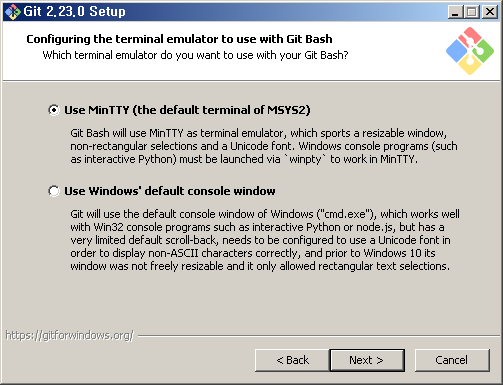 Git 2,23,0 Setup
Configuring the terminal emulator to use with Git Bash
Which terminal emulator do you want to use with your Git Bash?
Use MinTTY (the default terminal of MSYS2)
Git Bash will use MinTTY as terminal emulator, which sports a resizable window,
non-rectangular selections and a Unicode font. Windows console programs (such
as interactive Python) must be launched via `winpty` to work in MinTTY.
Use Windows' default console window
Git will use the default console window of Windows ("cmd.exe"), which works well
with Win32 console programs such as interactive Python or node.js, but has a
very limited default scroll-back, needs to be configured to use a Unicode font in
order to display non-ASCII characters correctly, and prior to Windows 10 its
window was not freely resizable and it only allowed rectangular text selections.
https://gitforwindows.org/
< Back
Next >
Cancel